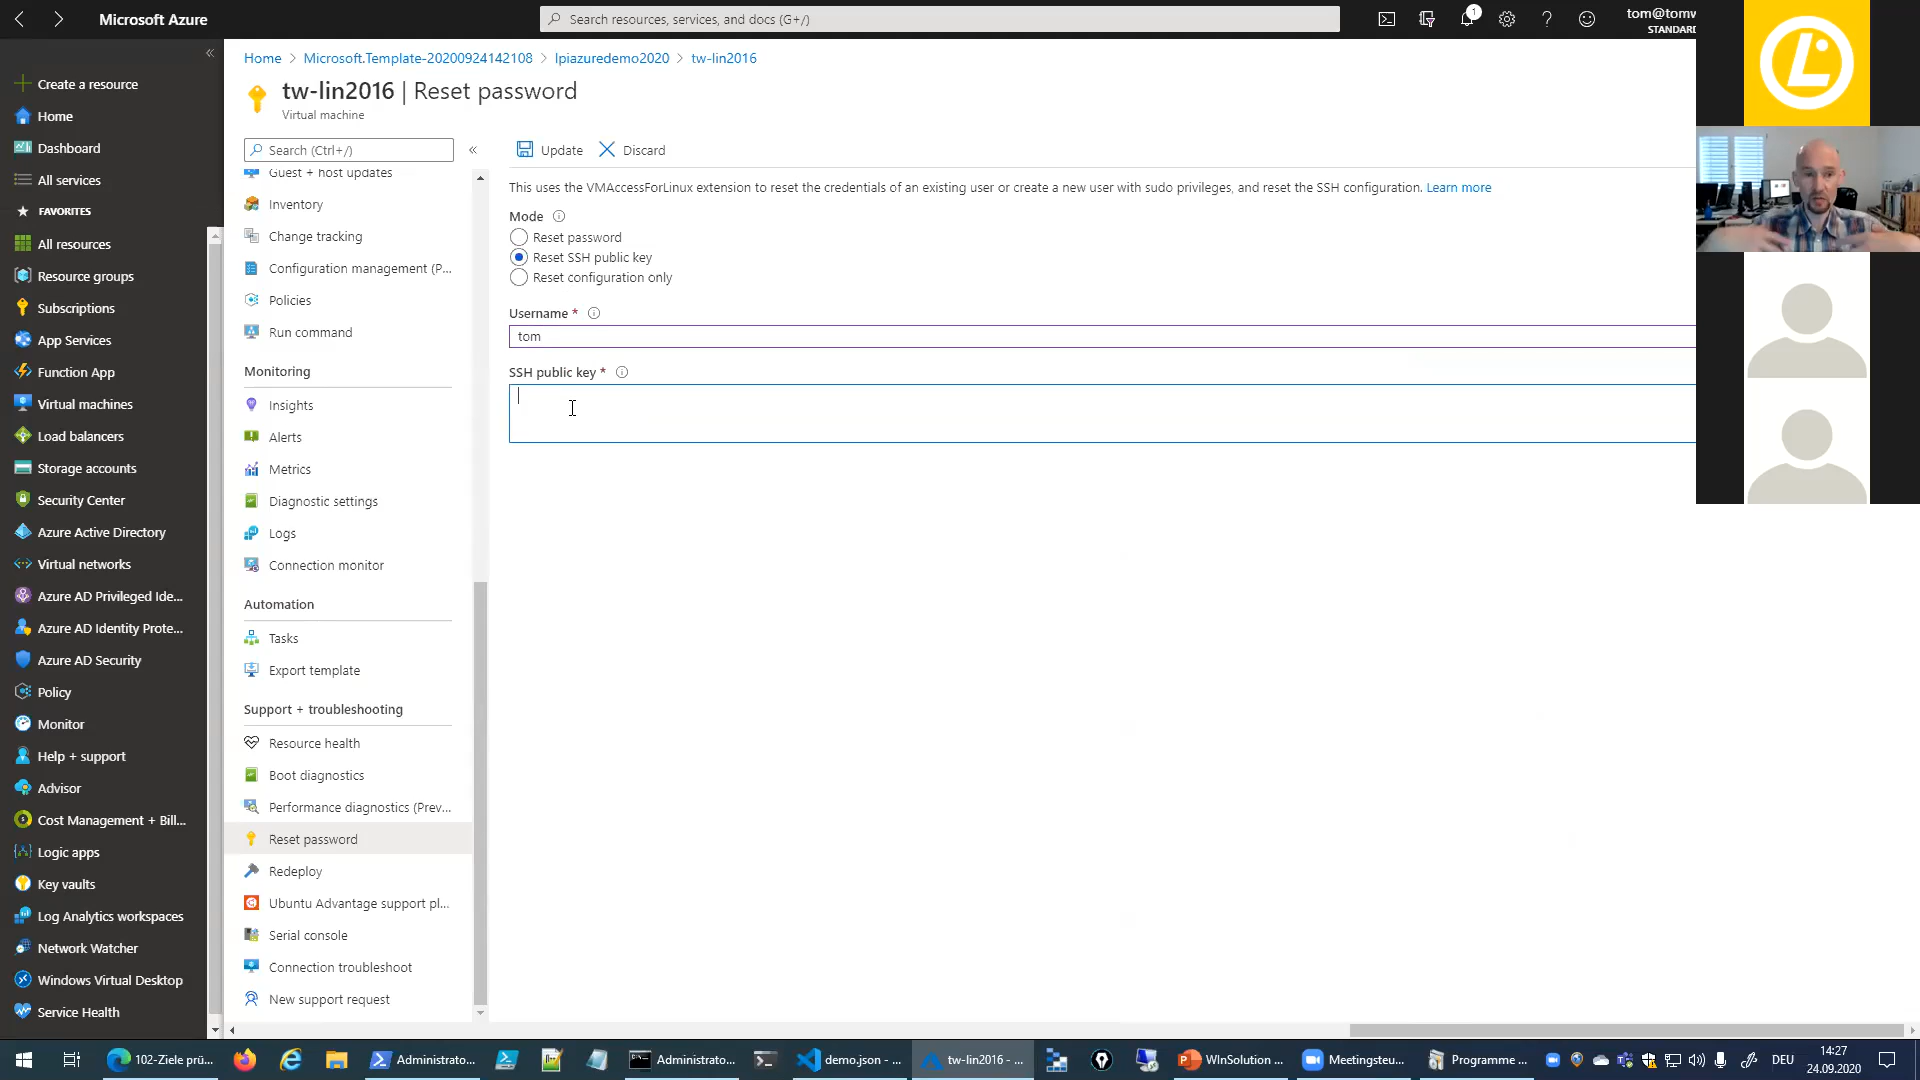 Microsoft Azure
Search resources, services, and docs (G+/)
1
tom@tomw
STANDARD
Create a resource
Home
Dashboard
All services
FAVORITES
All resources
Resource groups
Subscriptions
App Services
Function App
Virtual machines
Load balancers
Storage accounts
Security Center
Azure Active Directory
Virtual networks
Azure AD Privileged Ide...
Azure AD Identity Prote...
Azure AD Security
Policy
Monitor
Help + support
Advisor
Cost Management + Bill...
Logic apps
Key vaults
Log Analytics workspaces
Network Watcher
Windows Virtual Desktop
Service Health
Home > Microsoft.Template-20200924142108 > lpiazuredemo2020 > tw-lin2016
tw-lin2016 | Reset password
Virtual machine
Search (Ctrl+/)
Guest + host updates
Inventory
Change tracking
Configuration management (P...
Policies
Run command
Monitoring
Insights
Alerts
Metrics
Diagnostic settings
Logs
Connection monitor
Automation
Tasks
Export template
Support + troubleshooting
Resource health
Boot diagnostics
Performance diagnostics (Prev...
Reset password
Redeploy
Ubuntu Advantage support pl...
Serial console
Connection troubleshoot
New support request
Update
Discard
This uses the VMAccessForLinux extension to reset the credentials of an existing user or create a new user with sudo privileges, and reset the SSH configuration. Learn more
Mode
Reset password
Reset SSH public key
Reset configuration only
Username *
tom
SSH public key *
102-Ziele prü...
Administrato...
Administrato...
demo.json - ...
tw-lin2016 - ...
WInSolution ...
Meetingsteu...
Programme ...
DEU
14:27
24.09.2020